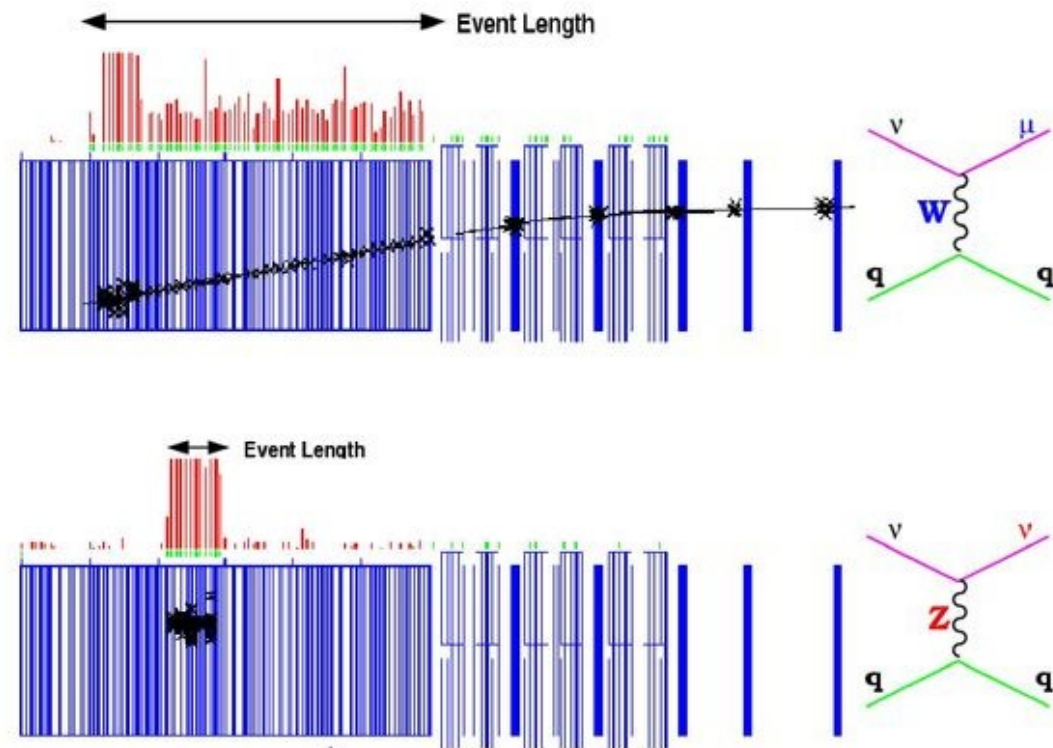 Event Length
ν μ
W
q q
Event Length
ν ν
Z
q q